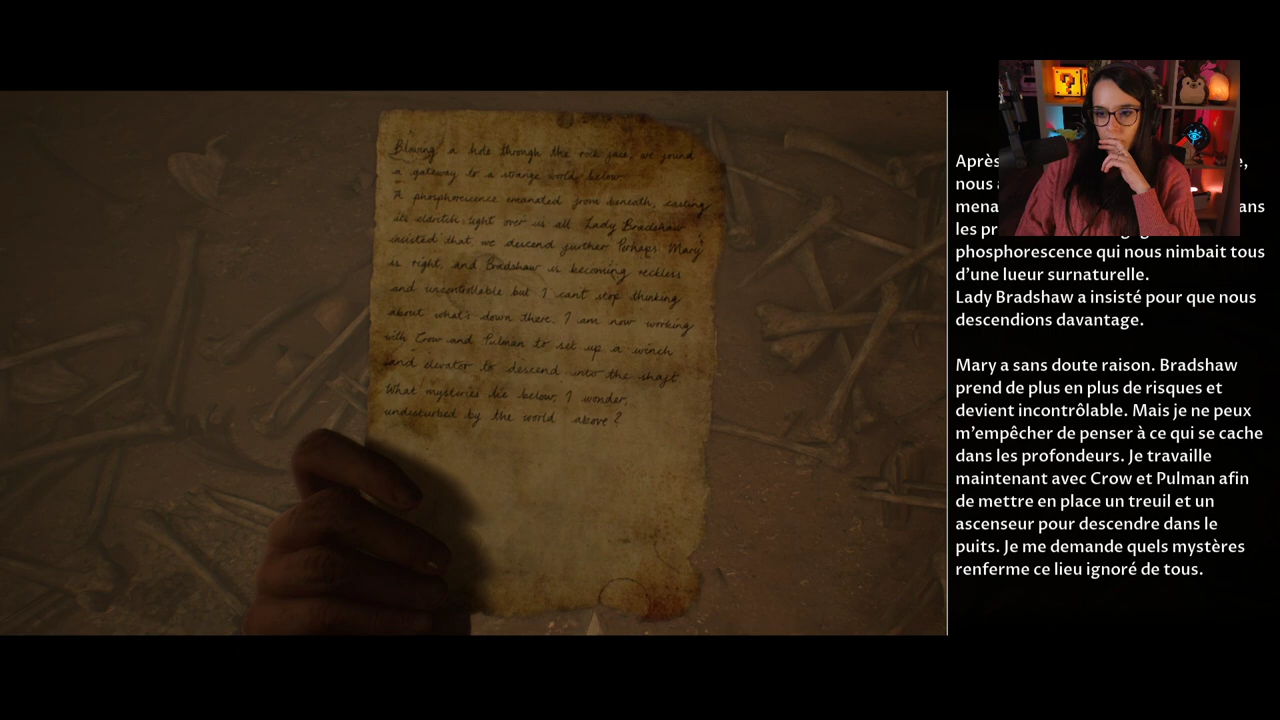 Blowing a hole through the rock face, we found
a gateway to a strange world below
A phosphorescence emanated from beneath, casting
its eldritch light over us all Lady Bradshaw
insisted that, we descend further Perhaps Mary
is right, and Bradshaw is becoming reckless
and uncontrollable but I can't stop thinking
about what's down there. I am now working
with Crow and Pulman to set up a winch
and elevator to descend into the shaft
What mysteries lie below, I wonder,
undisturbed by the world above?
?
Après
nous
mena ans
les pr
phosphorescence qui nous nimbait tous
d'une lueur surnaturelle.
Lady Bradshaw a insisté pour que nous
descendions davantage.
Mary a sans doute raison. Bradshaw
prend de plus en plus de risques et
devient incontrôlable. Mais je ne peux
m'empêcher de penser à ce qui se cache
dans les profondeurs. Je travaille
maintenant avec Crow et Pulman afin
de mettre en place un treuil et un
ascenseur pour descendre dans le
puits. Je me demande quels mystères
renferme ce lieu ignoré de tous.